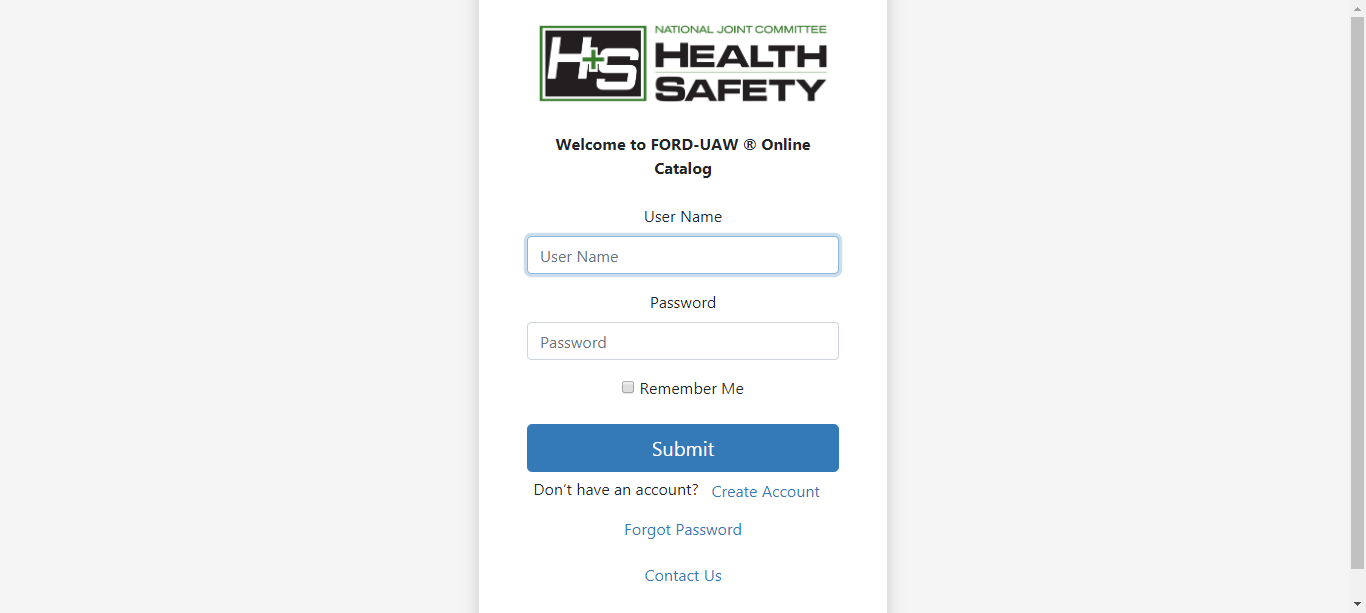 H+S
NATIONAL JOINT COMMITTEE
HEALTH
SAFETY
Welcome to FORD-UAW ® Online
Catalog
User Name
User Name
Password
Password
Remember Me
Submit
Don't have an account? Create Account
Forgot Password
Contact Us